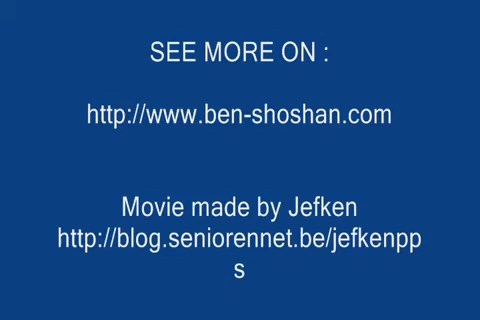 SEE MORE ON :
http://www.ben-shoshan.com
Movie made by Jefken
http://blog.seniorennet.be/jefkenpp
s